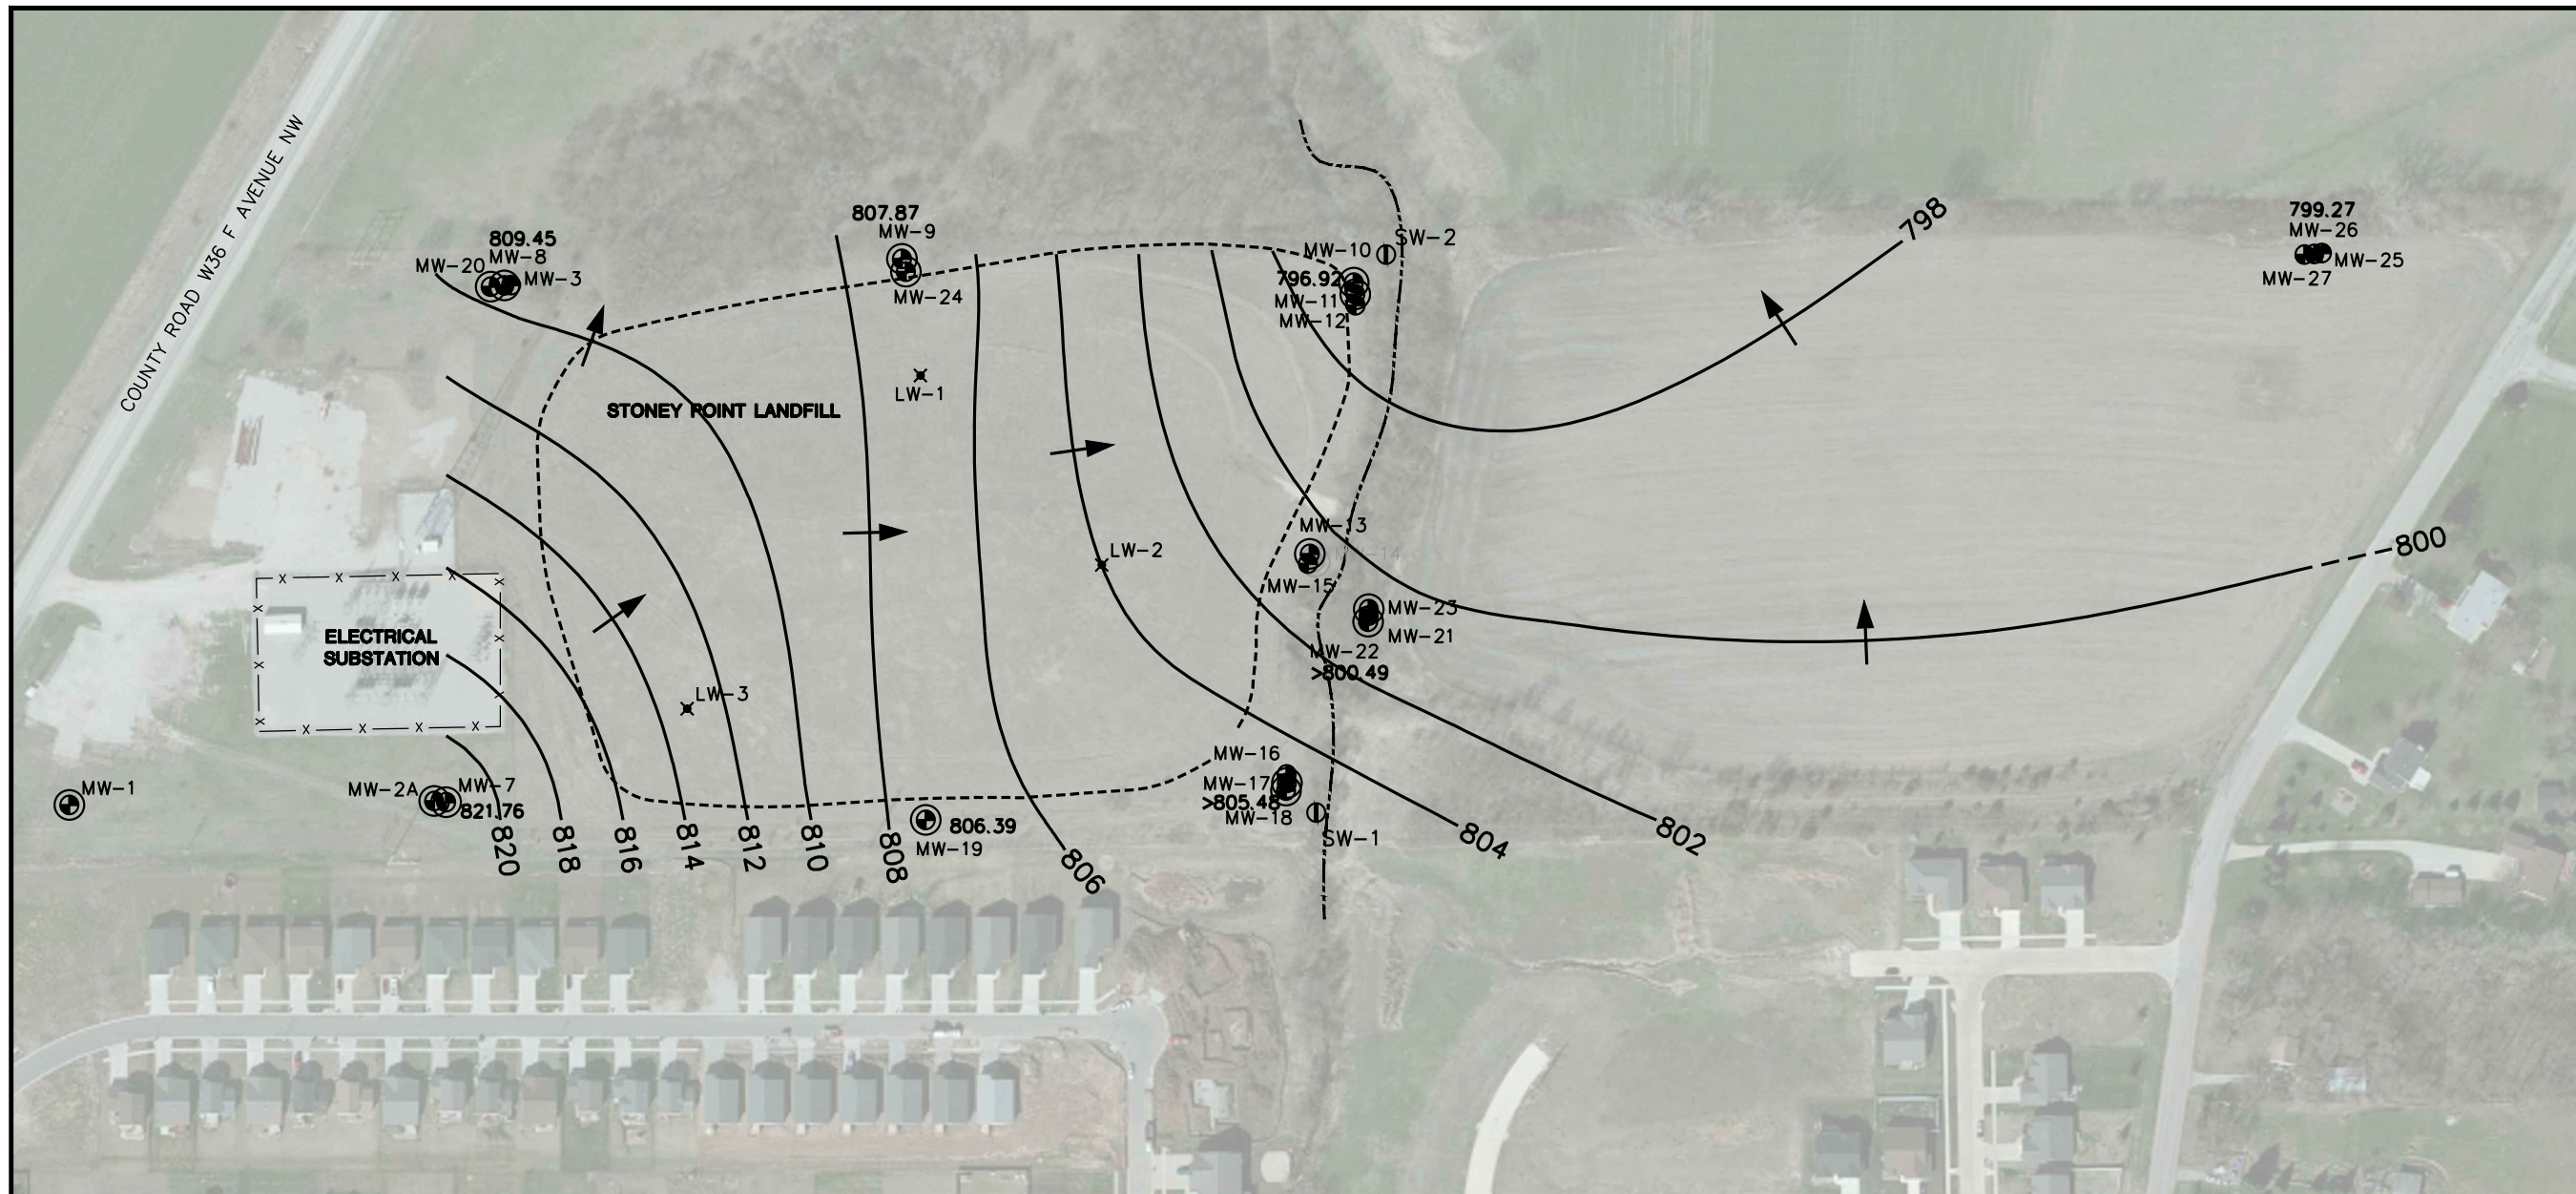 COUNTY ROAD W36 F AVENUE NW
809.45
MW-8
MW-20
MW-3
807.87
MW-9
MW-24
LW-1
STONEY POINT LANDFILL
SW-2
MW-10
796.92
MW-11
MW-12
798
799.27
MW-26
MW-25
MW-27
800
MW-13
MW-14
MW-15
LW-2
MW-23
MW-21
MW-22
>800.49
ELECTRICAL
SUBSTATION
LW-3
MW-1
MW-2A
MW-7
821.76
MW-16
MW-17
>805.48
MW-18
SW-1
806.39
MW-19
820
818
816
814
812
810
808
806
804
802